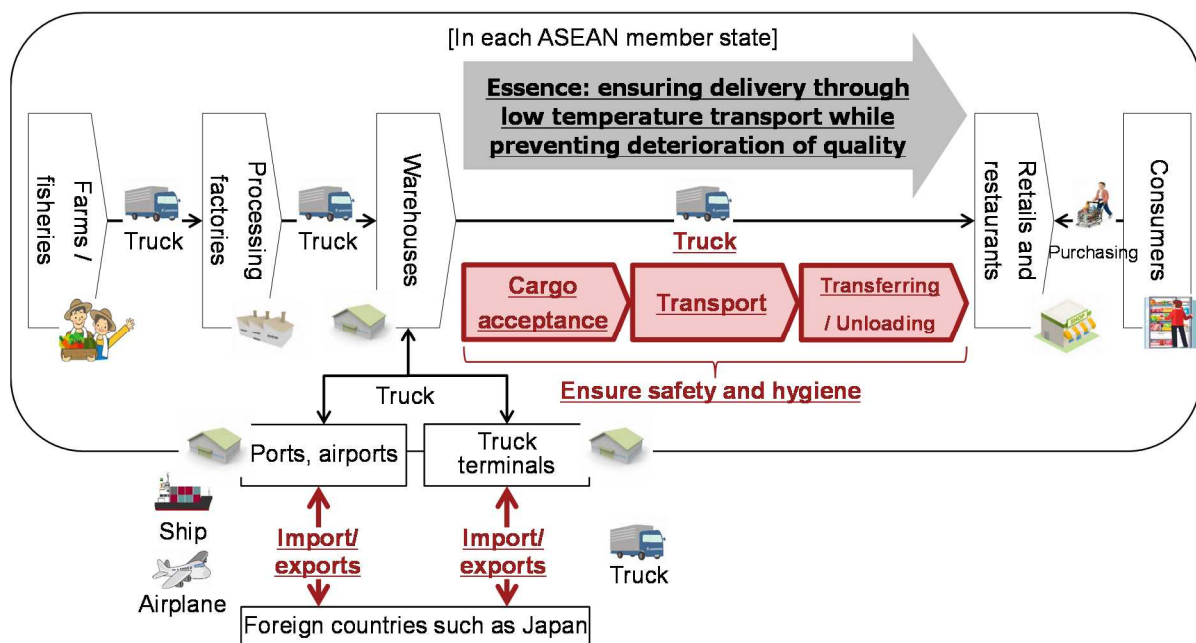 [In each ASEAN member state]
Essence: ensuring delivery through
low temperature transport while
preventing deterioration of quality
Farms /
fisheries
Truck
Processing
factories
Truck
Warehouses
Truck
Retails and
restaurants
Purchasing
Consumers
Cargo
acceptance
Transport
Transferring
/ Unloading
SHOP
Ensure safety and hygiene
Truck
Ports, airports
Truck
terminals
Ship
Airplane
Import/
exports
Import/
exports
Truck
Foreign countries such as Japan